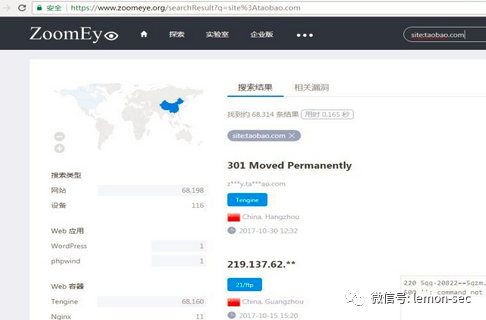 安全 https://www.zoomeye.org/searchResult?q=site%3Ataobao.com
ZoomEye 探索 实验室 企业版 site:taobao.com
搜索结果 相关漏洞
找到约 68,314 条结果 用时 0.165 秒
site:taobao.com ×
301 Moved Permanently
z***y.ta***ao.com
Tengine
China, Hangzhou
2017-10-30 12:32
219.137.62.**
21/ftp
China, Guangzhou
2017-10-15 15:20
搜索类型
网站 68,198
设备 116
Web 应用
WordPress 1
phpwind 1
Web 容器
Tengine 68,160
Nginx 11
command not
微信号: lemon-sec